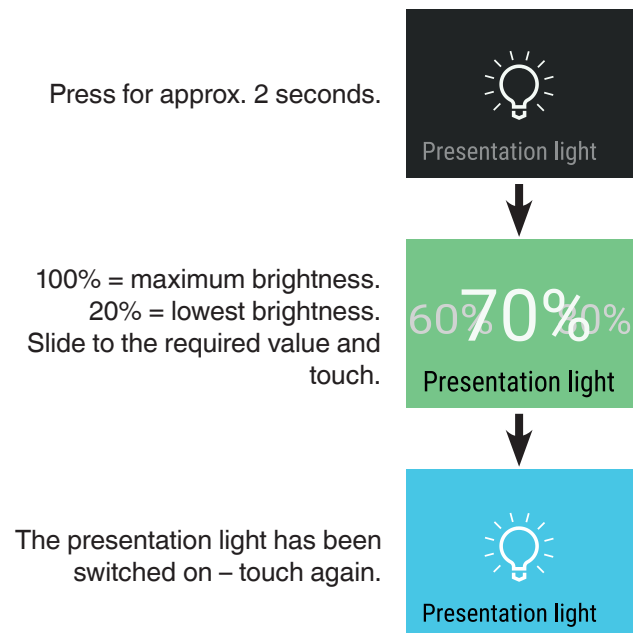 Press for approx. 2 seconds.
Presentation light
100% = maximum brightness.
20% = lowest brightness.
Slide to the required value and
touch.
60% 70% 80%
Presentation light
The presentation light has been
switched on – touch again.
Presentation light